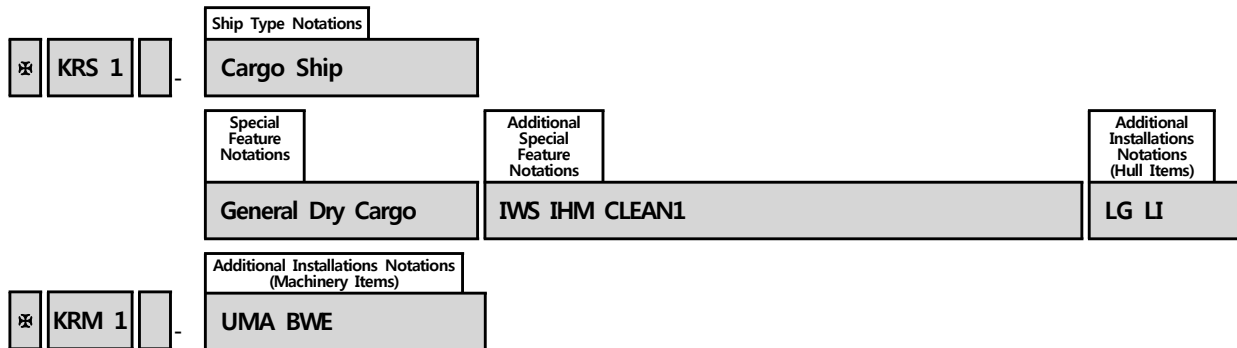 Ship Type Notations
✠ KRS 1 - Cargo Ship
Special
Feature
Notations
Additional
Special
Feature
Notations
Additional
Installations
Notations
(Hull Items)
General Dry Cargo IWS IHM CLEAN1 LG LI
Additional Installations Notations
(Machinery Items)
✠ KRM 1 - UMA BWE